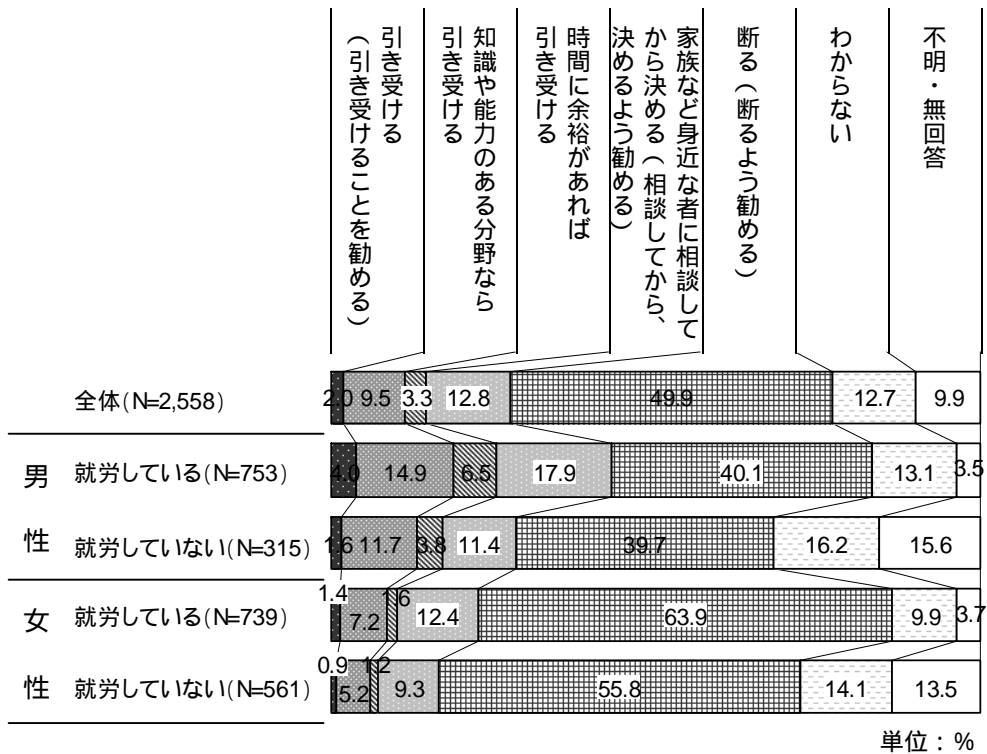 引き受ける
（引き受けることを勧める）
知識や能力のある分野なら
引き受ける
時間に余裕があれば
引き受ける
家族など身近な者に相談して
から決める（相談してから、
決めるよう勧める）
断る（断るよう勧める）
わからない
不明・無回答
全体(N=2,558)
2.0 9.5 3.3 12.8 49.9 12.7 9.9
男
性
就労している(N=753)
4.0 14.9 6.5 17.9 40.1 13.1 3.5
就労していない(N=315)
1.6 11.7 3.8 11.4 39.7 16.2 15.6
女
性
就労している(N=739)
1.4 7.2 1.6 12.4 63.9 9.9 3.7
就労していない(N=561)
0.9 5.2 1.2 9.3 55.8 14.1 13.5
単位：%